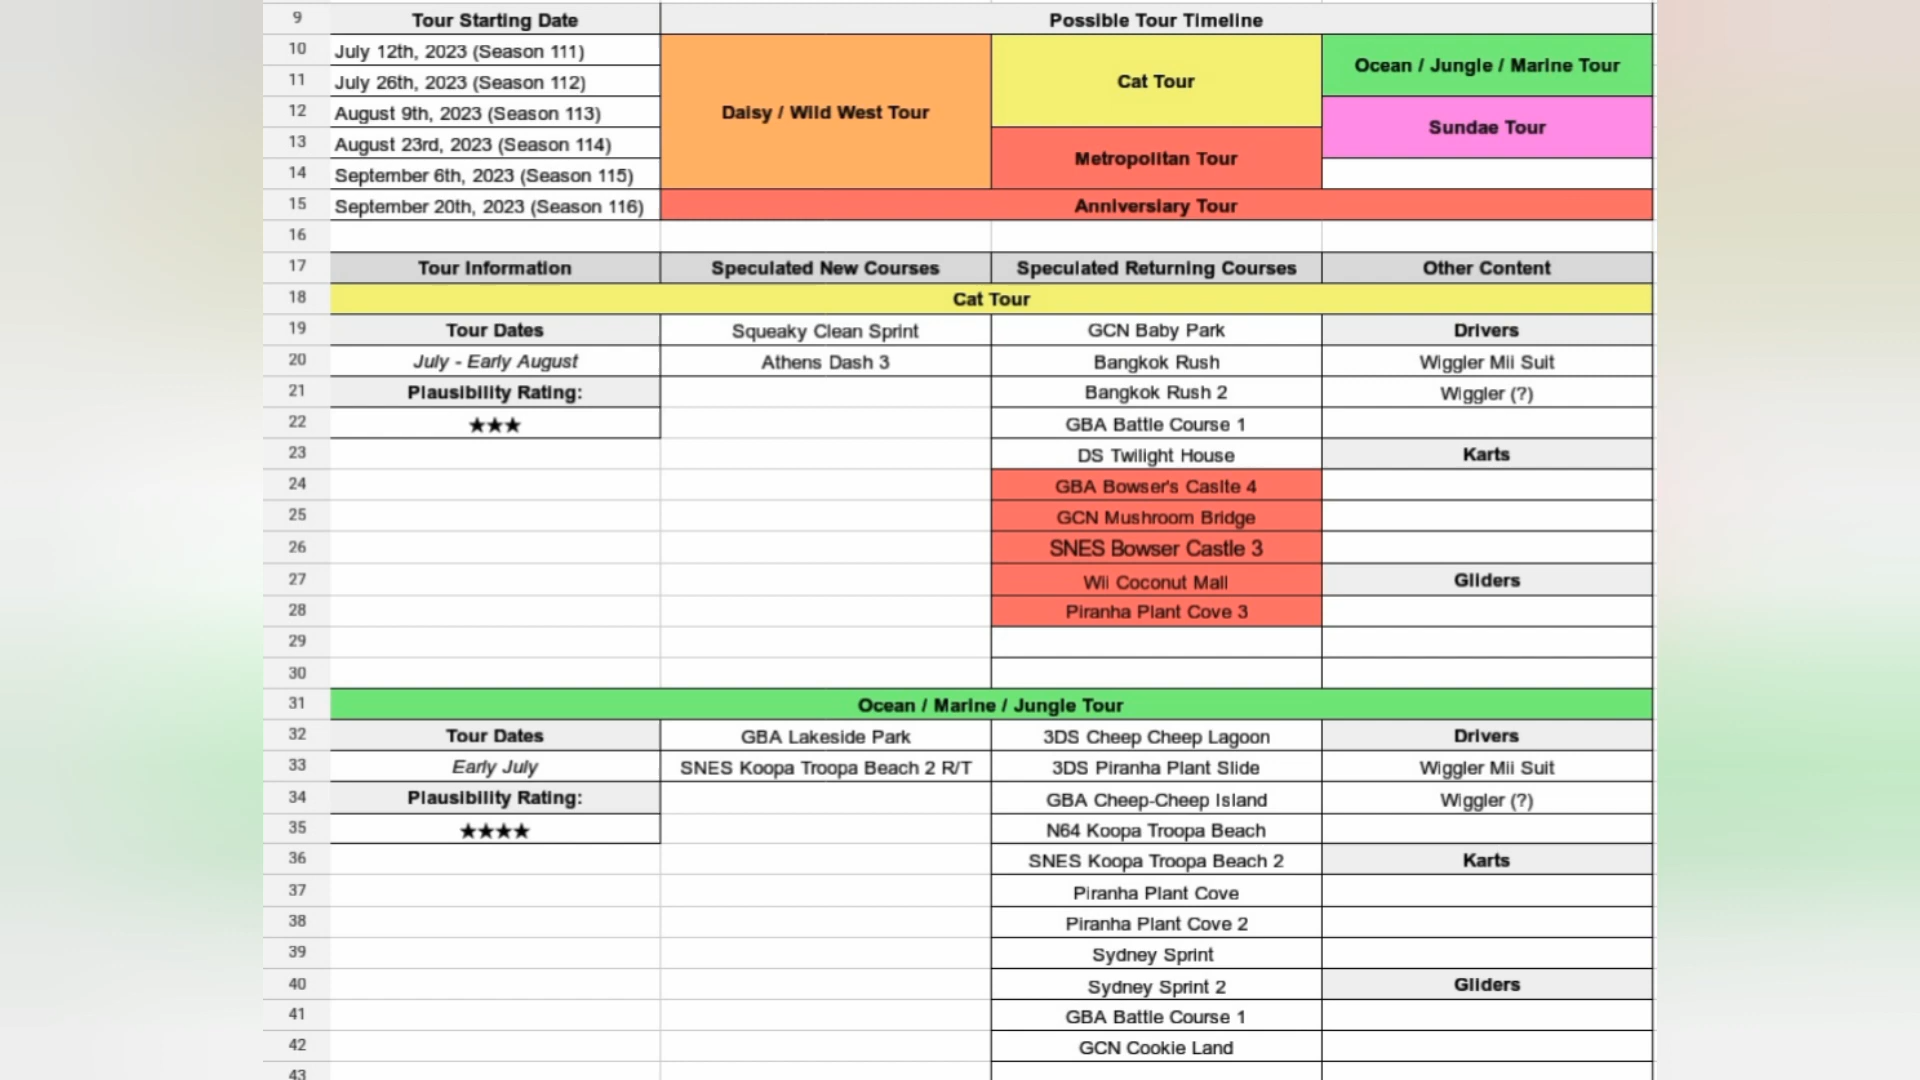 9 Tour Starting Date Possible Tour Timeline
10 July 12th, 2023 (Season 111)
Ocean / Jungle / Marine Tour
11 July 26th, 2023 (Season 112) Cat Tour
12 August 9th, 2023 (Season 113) Daisy / Wild West Tour
Sundae Tour
13 August 23rd, 2023 (Season 114)
Metropolitan Tour
14 September 6th, 2023 (Season 115)
15 September 20th, 2023 (Season 116) Anniversiary Tour
16
17 Tour Information Speculated New Courses Speculated Returning Courses Other Content
18 Cat Tour
19 Tour Dates Squeaky Clean Sprint GCN Baby Park Drivers
20 July - Early August Athens Dash 3 Bangkok Rush Wiggler Mii Suit
21 Plausibility Rating: Bangkok Rush 2 Wiggler (?)
22 ★★★ GBA Battle Course 1
23 DS Twilight House Karts
24 GBA Bowser's Caslte 4
25 GCN Mushroom Bridge
26 SNES Bowser Castle 3
27 Wii Coconut Mall Gliders
28 Piranha Plant Cove 3
29
30
31 Ocean / Marine / Jungle Tour
32 Tour Dates GBA Lakeside Park 3DS Cheep Cheep Lagoon Drivers
33 Early July SNES Koopa Troopa Beach 2 R/T 3DS Piranha Plant Slide Wiggler Mii Suit
34 Plausibility Rating: GBA Cheep-Cheep Island Wiggler (?)
35 ★★★★ N64 Koopa Troopa Beach
36 SNES Koopa Troopa Beach 2 Karts
37 Piranha Plant Cove
38 Piranha Plant Cove 2
39 Sydney Sprint
40 Sydney Sprint 2 Gliders
41 GBA Battle Course 1
42 GCN Cookie Land
43